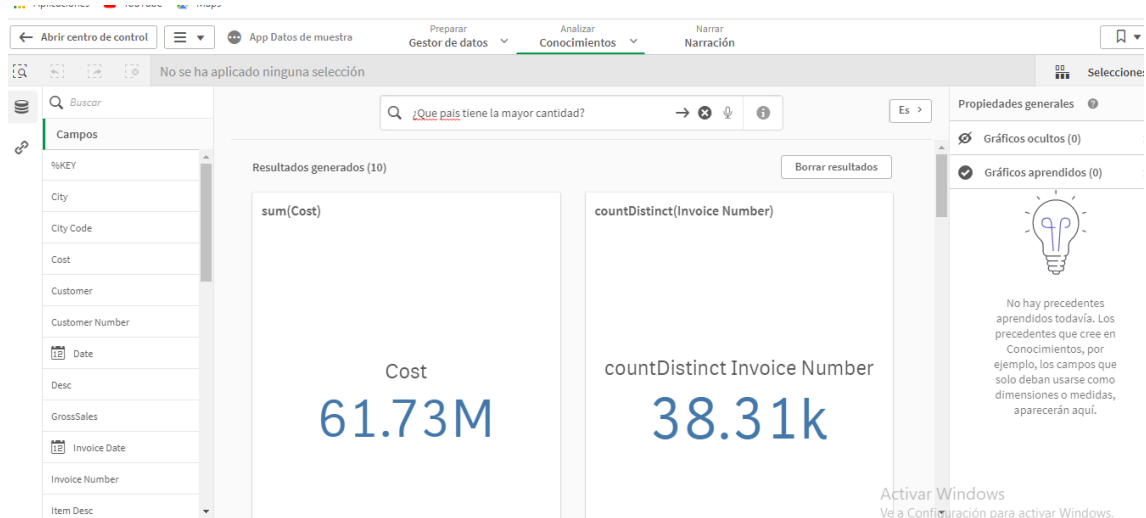 Aplicaciones YouTube Maps
Abrir centro de control
App Datos de muestra
Preparar
Gestor de datos
Analizar
Conocimientos
Narrar
Narración
No se ha aplicado ninguna selección
Selecciones
Buscar
¿Que pais tiene la mayor cantidad?
Es >
Propiedades generales
Campos
Gráficos ocultos (0)
%KEY
Resultados generados (10)
Borrar resultados
Gráficos aprendidos (0)
City
sum(Cost)
countDistinct(Invoice Number)
City Code
Cost
Customer
Customer Number
12 Date
Desc
GrossSales
12 Invoice Date
Invoice Number
Item Desc
Cost
61.73M
countDistinct Invoice Number
38.31k
No hay precedentes
aprendidos todavía. Los
precedentes que cree en
Conocimientos, por
ejemplo, los campos que
solo deban usarse como
dimensiones o medidas,
aparecerán aquí.
Activar Windows
Ve a Configuración para activar Windows.